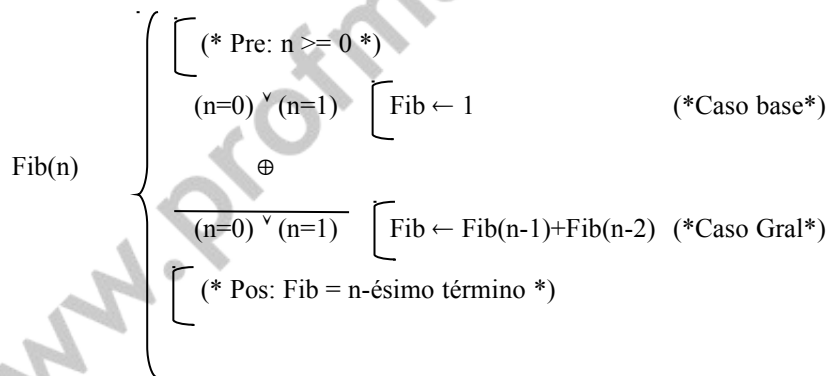 (* Pre: n >= 0 *)
(n=0) ˅ (n=1) Fib ← 1 (*Caso base*)
Fib(n) ⊕
(n=0) ˅ (n=1) Fib ← Fib(n-1)+Fib(n-2) (*Caso Gral*)
(* Pos: Fib = n-ésimo término *)